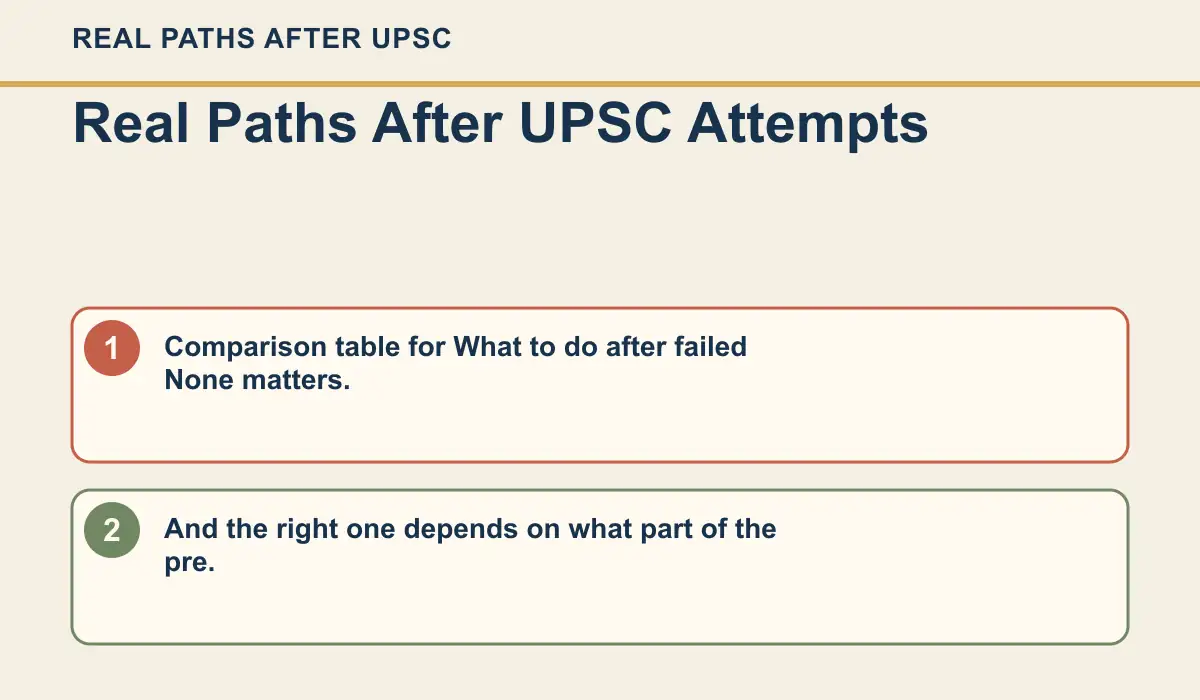 REAL PATHS AFTER UPSC
Real Paths After UPSC Attempts
1
Comparison table for What to do after failed
None matters.
2
And the right one depends on what part of the
pre.